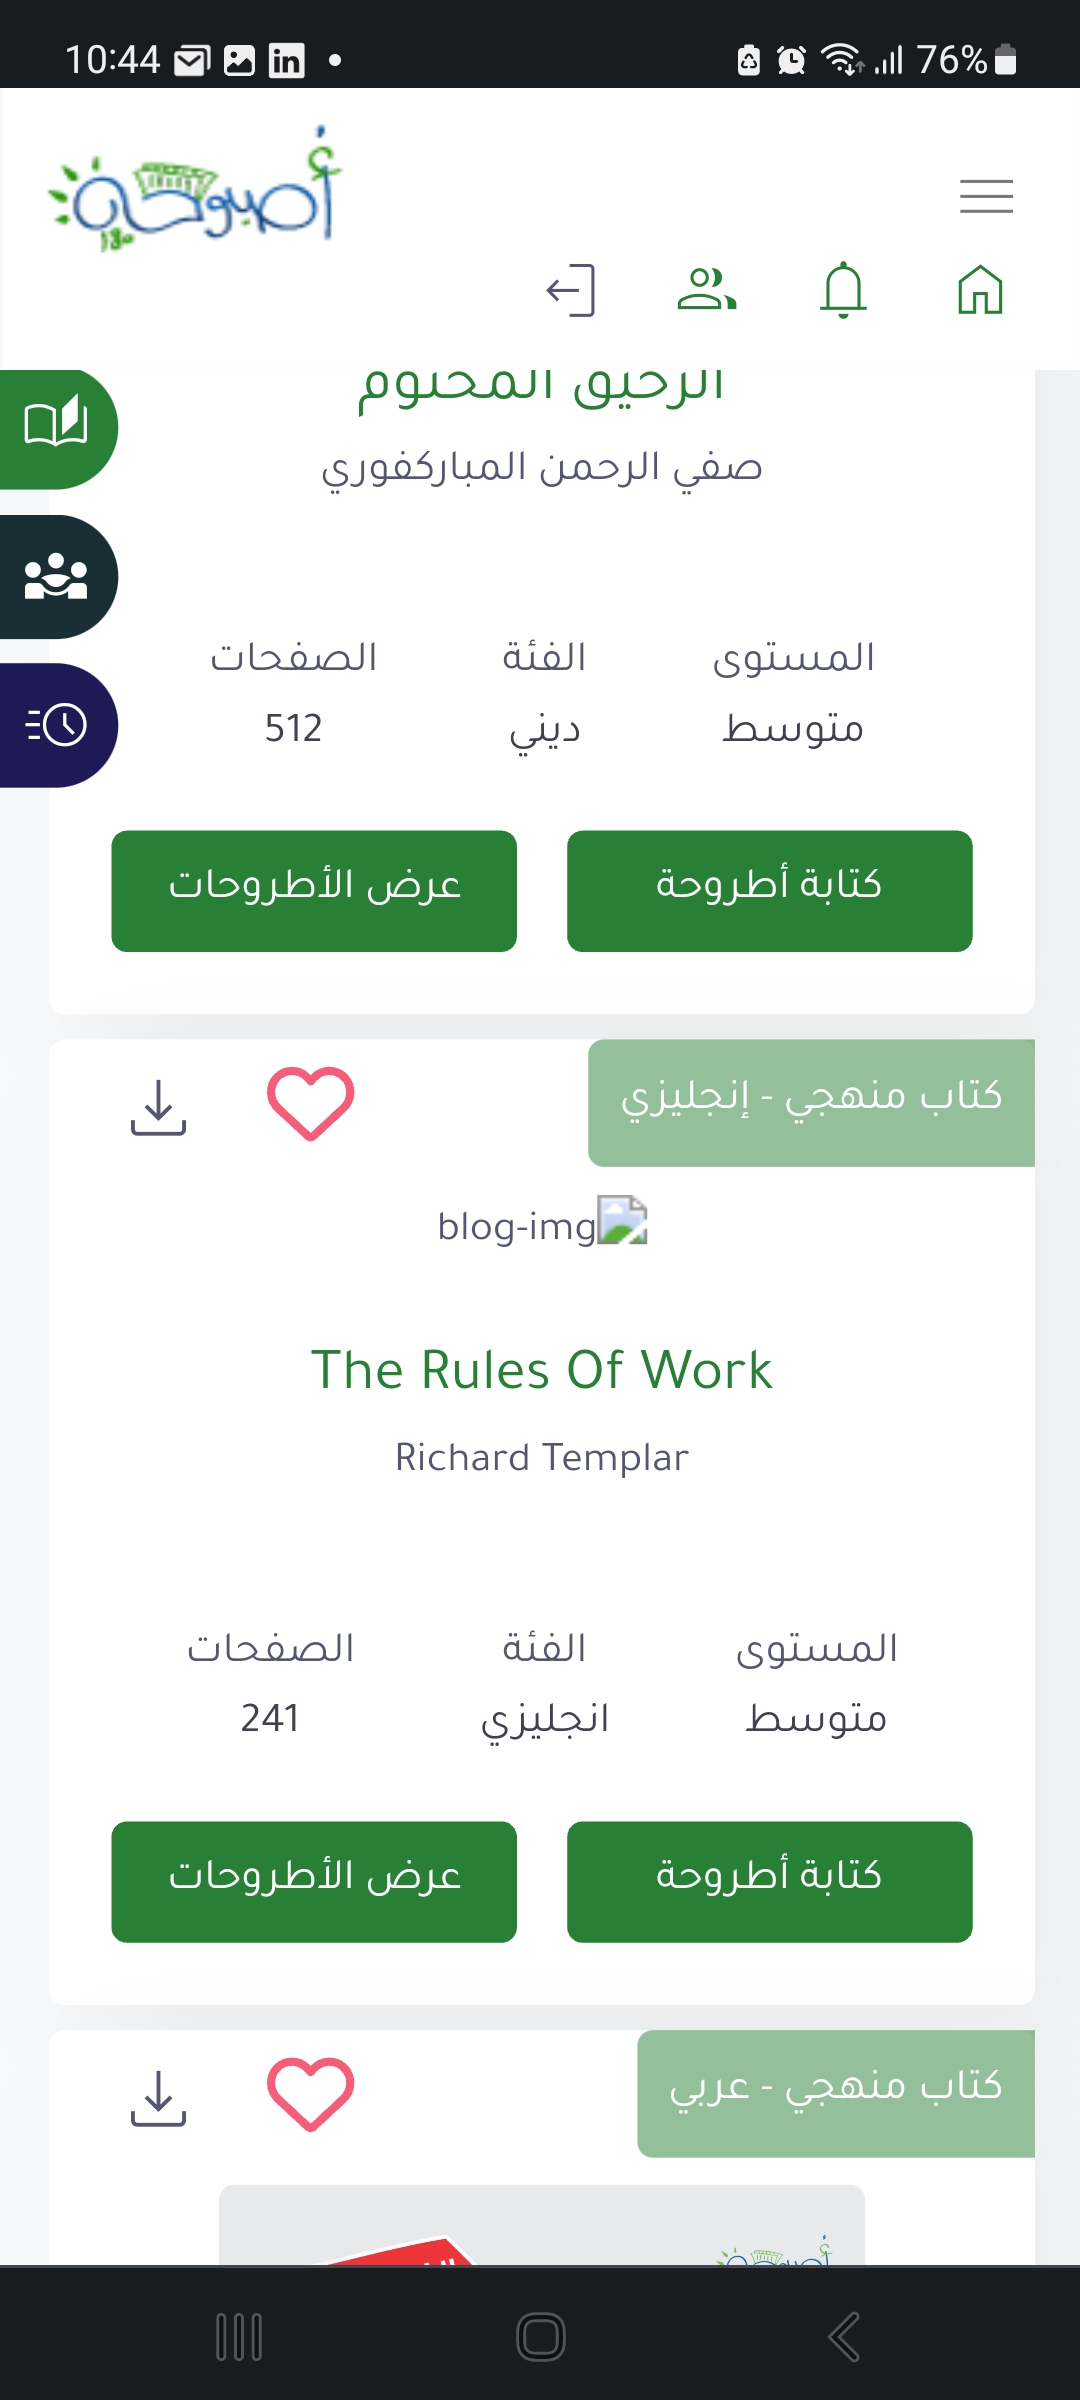 10:44
76%
أصبوحة
180
الرحيق المختوم
صفي الرحمن المباركفوري
المستوى الفئة الصفحات
متوسط ديني 512
كتابة أطروحة عرض الأطروحات
كتاب منهجي - إنجليزي
blog-img
The Rules Of Work
Richard Templar
المستوى الفئة الصفحات
متوسط انجليزي 241
كتابة أطروحة عرض الأطروحات
كتاب منهجي - عربي
أصبوحة